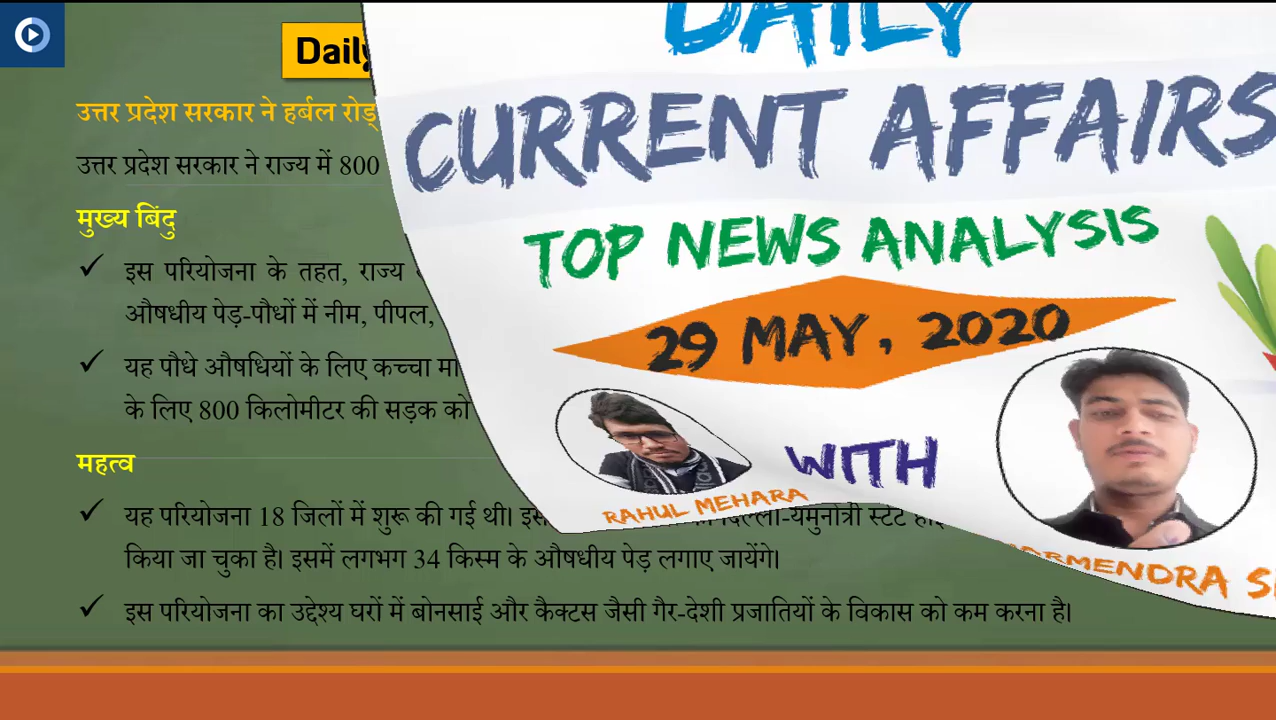 Daily
DAILY
CURRENT AFFAIRS
TOP NEWS ANALYSIS
29 MAY, 2020
WITH
RAHUL MEHARA
उत्तर प्रदेश सरकार ने हर्बल रोड्
उत्तर प्रदेश सरकार ने राज्य में 800
मुख्य बिंदु
इस परियोजना के तहत, राज्य
औषधीय पेड़-पौधों में नीम, पीपल,
यह पौधे औषधियों के लिए कच्चा मा
के लिए 800 किलोमीटर की सड़क को
महत्व
यह परियोजना 18 जिलों में शुरू की गई थी। दिल्ली-यमुनोत्री स्टेट
किया जा चुका है। इसमें लगभग 34 किस्म के औषधीय पेड़ लगाए जायेंगे।
इस परियोजना का उद्देश्य घरों में बोनसाई और कैक्टस जैसी गैर-देशी प्रजातियों के विकास को कम करना है।